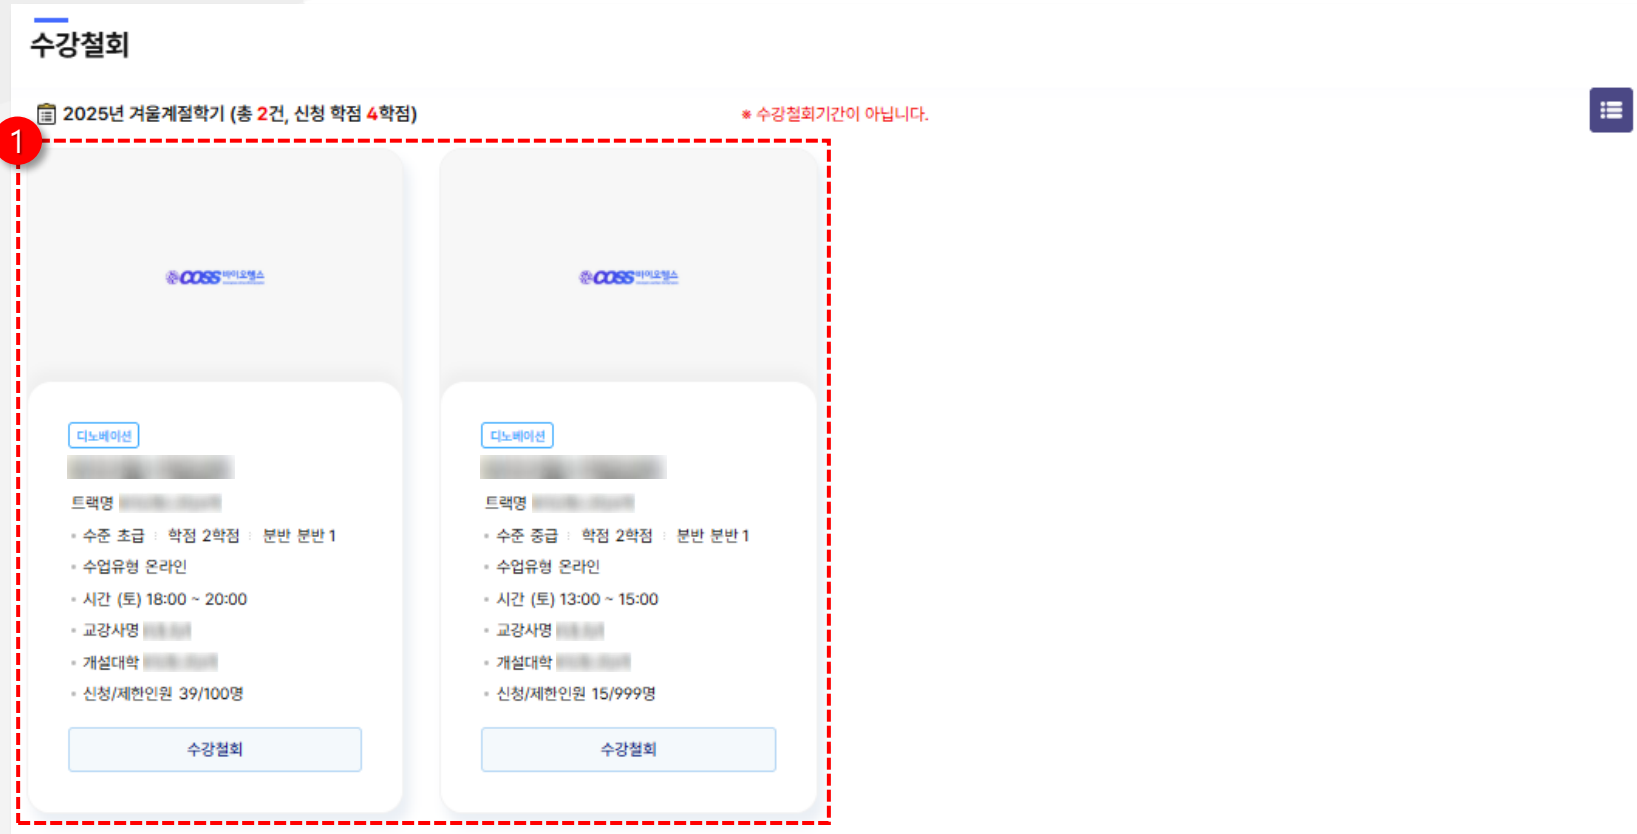 수강철회
2025년 겨울계절학기 (총 2건, 신청 학점 4학점)
※ 수강철회기간이 아닙니다.
1
COSS 바이오헬스
디노베이션
트랙명
수준 초급 학점 2학점 분반 분반 1
수업유형 온라인
시간 (토) 18:00 ~ 20:00
교강사명
개설대학
신청/제한인원 39/100명
수강철회
COSS 바이오헬스
디노베이션
트랙명
수준 중급 학점 2학점 분반 분반 1
수업유형 온라인
시간 (토) 13:00 ~ 15:00
교강사명
개설대학
신청/제한인원 15/999명
수강철회